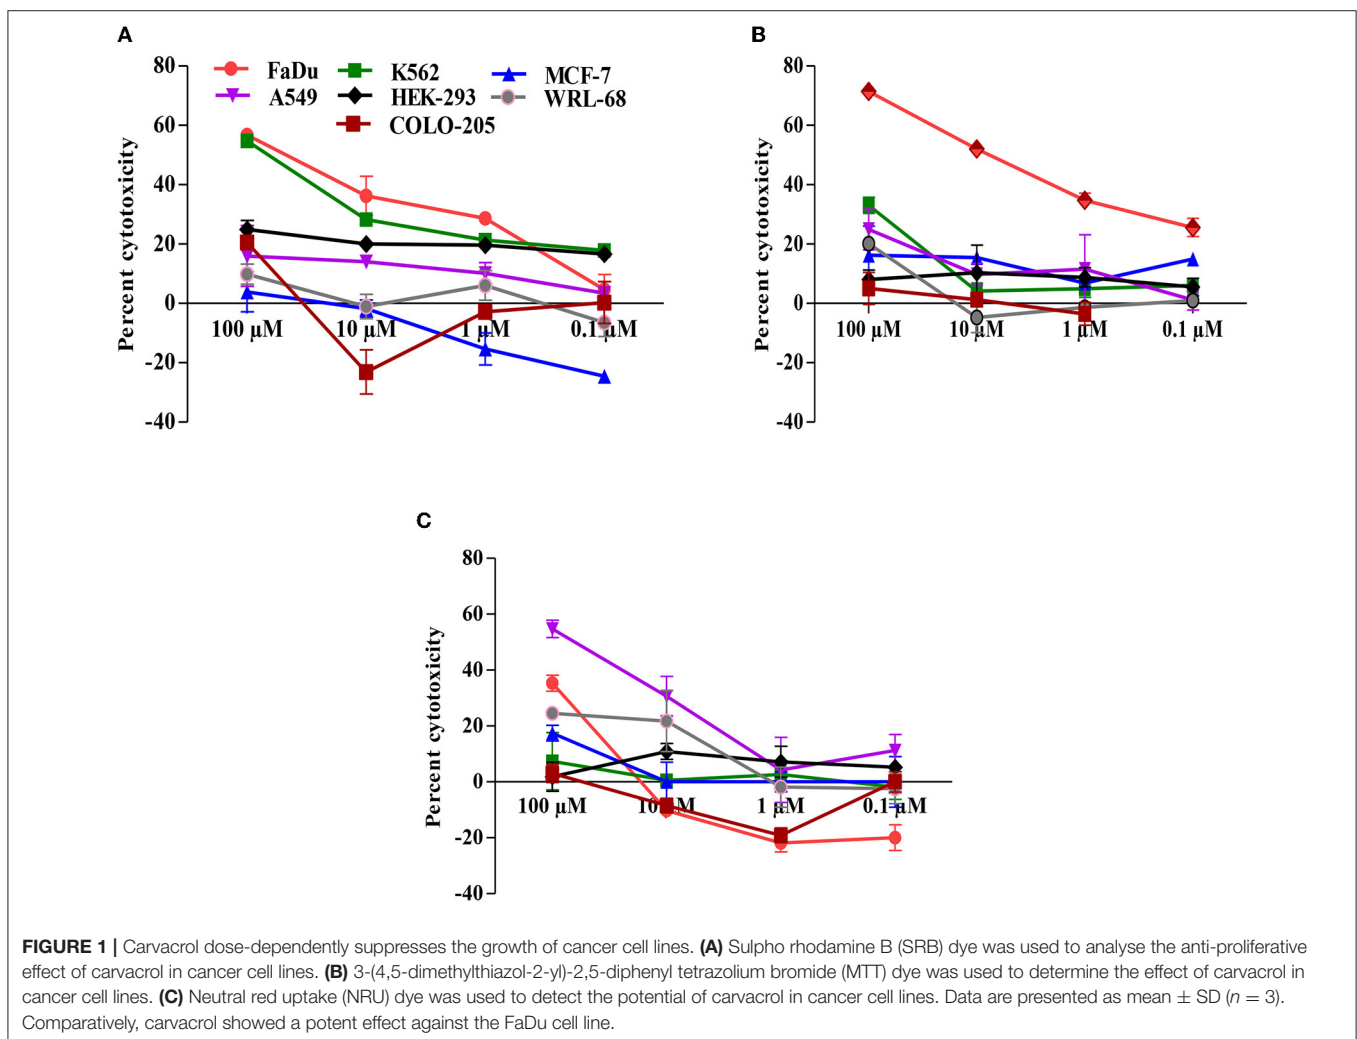 A
80
60
40
20
0
-20
-40
Percent cytotoxicity
FaDu
K562
MCF-7
A549
HEK-293
WRL-68
COLO-205
100 µM
10 µM
1 µM
0.1 µM
B
80
60
40
20
0
-20
-40
Percent cytotoxicity
100 µM
10 µM
1 µM
0.1 µM
C
80
60
40
20
0
-20
-40
Percent cytotoxicity
100 µM
10 µM
1 µM
0.1 µM
FIGURE 1 | Carvacrol dose-dependently suppresses the growth of cancer cell lines. (A) Sulpho rhodamine B (SRB) dye was used to analyse the anti-proliferative
effect of carvacrol in cancer cell lines. (B) 3-(4,5-dimethylthiazol-2-yl)-2,5-diphenyl tetrazolium bromide (MTT) dye was used to determine the effect of carvacrol in
cancer cell lines. (C) Neutral red uptake (NRU) dye was used to detect the potential of carvacrol in cancer cell lines. Data are presented as mean ± SD (n = 3).
Comparatively, carvacrol showed a potent effect against the FaDu cell line.